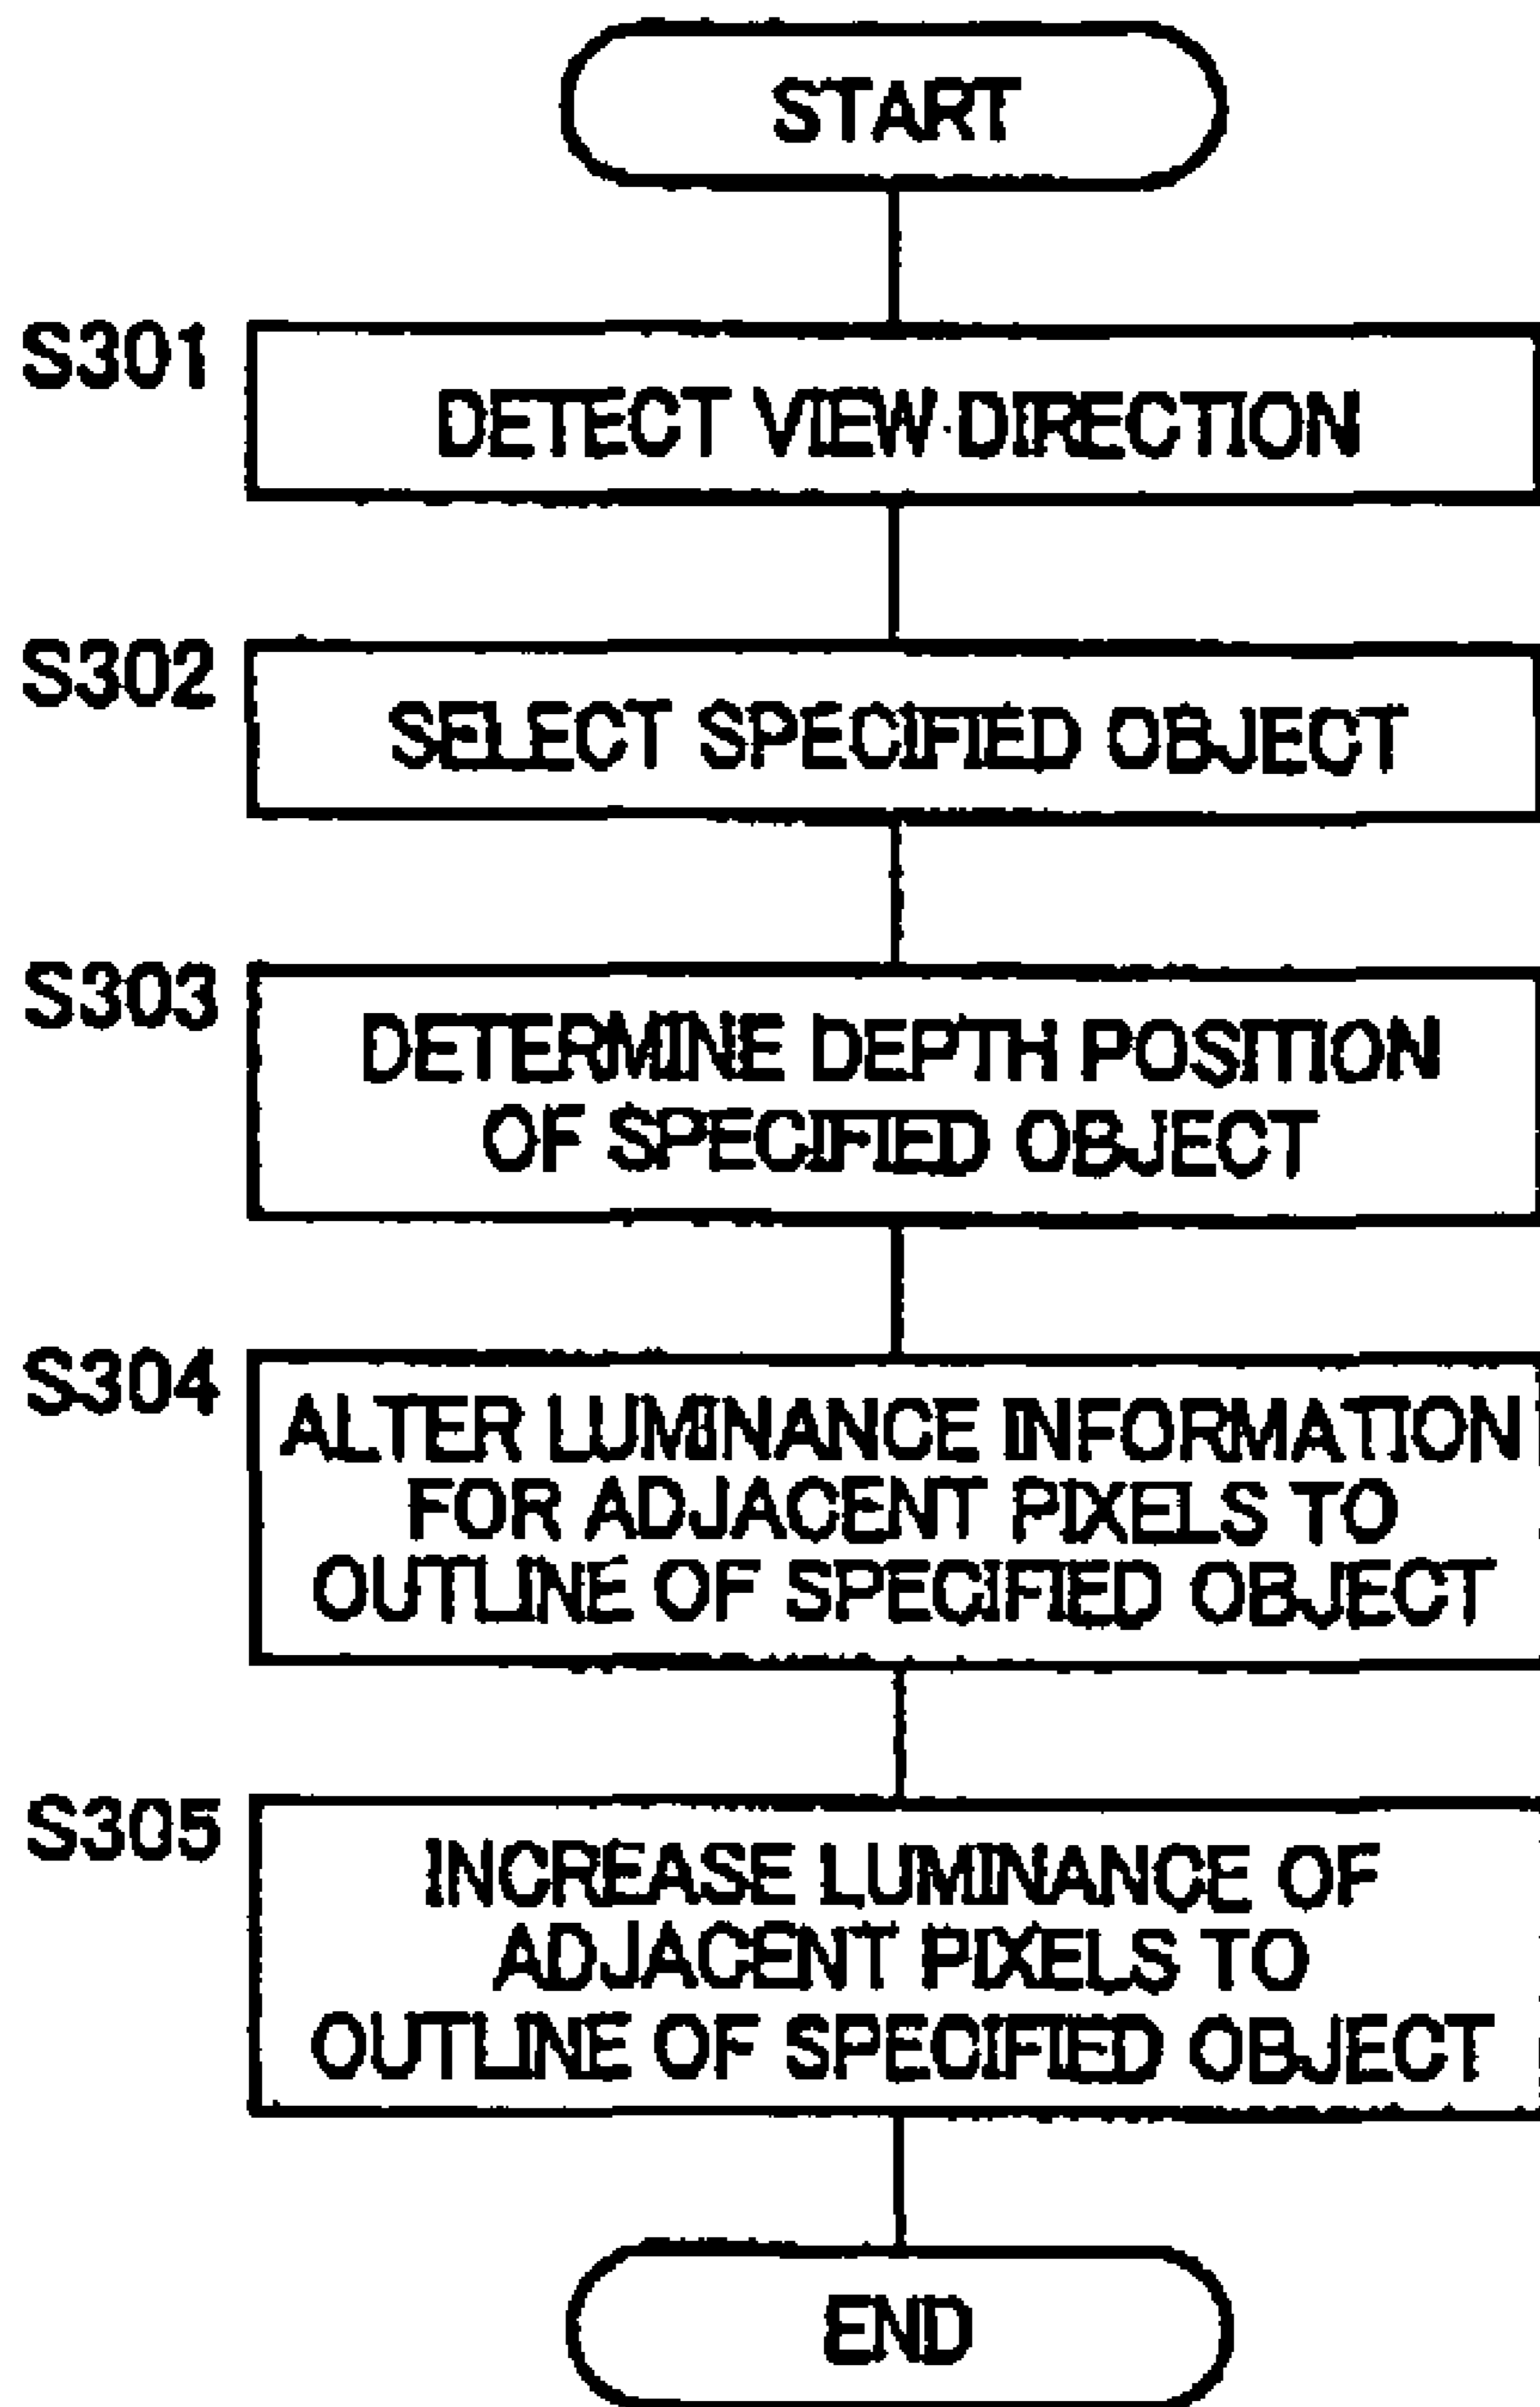 START
S301
DETECT VIEW DIRECTION
S302
SELECT SPECIFIED OBJECT
S303
DETERMINE DEPTH POSITION
OF SPECIFIED OBJECT
S304
ALTER LUMINANCE INFORMATION
FOR ADJACENT PIXELS TO
OUTLINE OF SPECIFIED OBJECT
S305
INCREASE LUMINANCE OF
ADJACENT PIXELS TO
OUTLINE OF SPECIFIED OBJECT
END